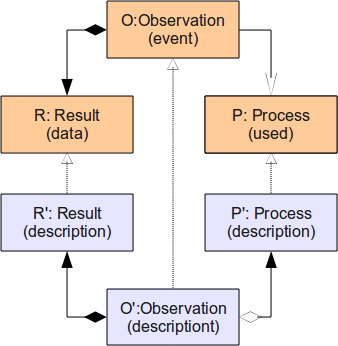 O:Observation
(event)
R: Result
(data)
P: Process
(used)
R': Result
(description)
P': Process
(description)
O':Observation
(descriptiont)